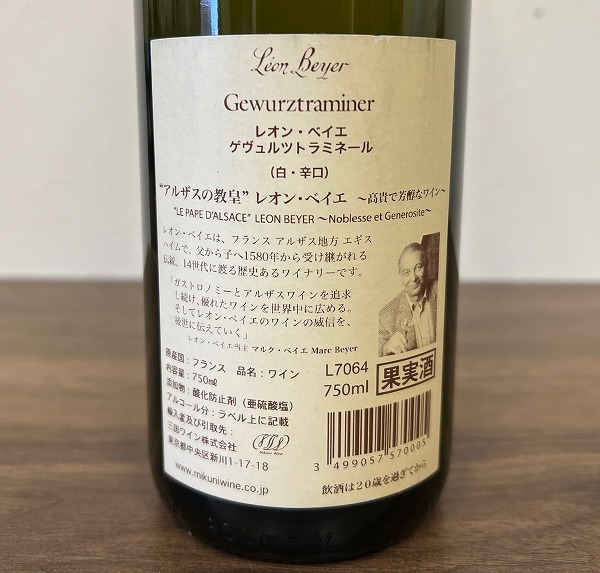 Léon Beyer
Gewurztraminer
レオン・ベイエ
ゲヴュルツトラミネール
(白・辛口)
“アルザスの教皇” レオン・ベイエ ～高貴で芳醇なワイン～
“LE PAPE D'ALSACE” LEON BEYER ～Noblesse et Generosite～
レオン・ベイエは、フランス アルザス地方 エギス
ハイムで、父から子へ1580年から受け継がれる
伝統、14世代に渡る歴史あるワイナリーです。
「ガストロノミーとアルザスワインを追求
し続け、優れたワインを世界中に広める。
そしてレオン・ベイエのワインの威信を、
後世に伝えていく」
レオン・ベイエ当主 マルク・ベイエ Marc Beyer
原産国：フランス 品名：ワイン
内容量：750㎖
添加物：酸化防止剤（亜硫酸塩）
アルコール分：ラベル上に記載
輸入者及び引取先：
三国ワイン株式会社
東京都中央区新川1-17-18
www.mikuniwine.co.jp
Mikuni Wine
L7064
750ml
果実酒
3 499057 570005
飲酒は20歳を過ぎてから